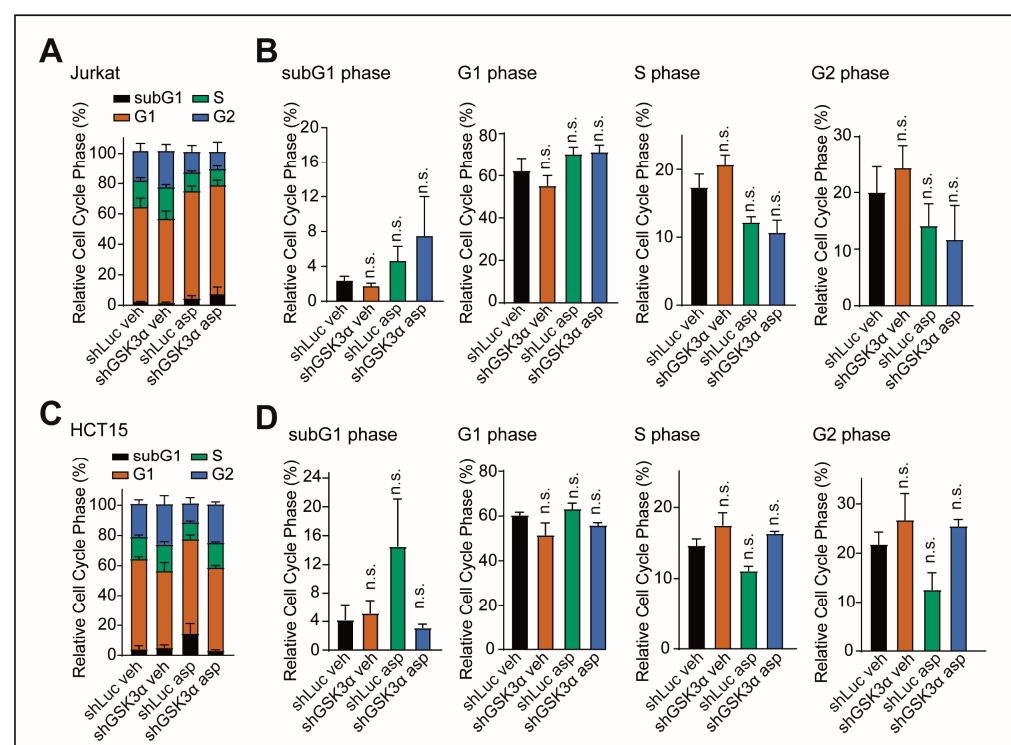 A
Jurkat
subG1
S
G1
G2
Relative Cell Cycle Phase (%)
100
80
60
40
20
0
shLuc veh
shGSK3α veh
shLuc asp
shGSK3α asp
B
subG1 phase
Relative Cell Cycle Phase (%)
20
16
12
8
4
0
n.s.
n.s.
n.s.
shLuc veh
shGSK3α veh
shLuc asp
shGSK3α asp
G1 phase
Relative Cell Cycle Phase (%)
80
60
40
20
0
n.s.
n.s.
n.s.
shLuc veh
shGSK3α veh
shLuc asp
shGSK3α asp
S phase
Relative Cell Cycle Phase (%)
20
10
0
n.s.
n.s.
n.s.
shLuc veh
shGSK3α veh
shLuc asp
shGSK3α asp
G2 phase
Relative Cell Cycle Phase (%)
30
20
10
0
n.s.
n.s.
n.s.
shLuc veh
shGSK3α veh
shLuc asp
shGSK3α asp
C
HCT15
subG1
S
G1
G2
Relative Cell Cycle Phase (%)
100
80
60
40
20
0
shLuc veh
shGSK3α veh
shLuc asp
shGSK3α asp
D
subG1 phase
Relative Cell Cycle Phase (%)
24
20
16
12
8
4
0
n.s.
n.s.
n.s.
shLuc veh
shGSK3α veh
shLuc asp
shGSK3α asp
G1 phase
Relative Cell Cycle Phase (%)
80
60
40
20
0
n.s.
n.s.
n.s.
shLuc veh
shGSK3α veh
shLuc asp
shGSK3α asp
S phase
Relative Cell Cycle Phase (%)
20
10
0
n.s.
n.s.
n.s.
shLuc veh
shGSK3α veh
shLuc asp
shGSK3α asp
G2 phase
Relative Cell Cycle Phase (%)
30
20
10
0
n.s.
n.s.
n.s.
shLuc veh
shGSK3α veh
shLuc asp
shGSK3α asp